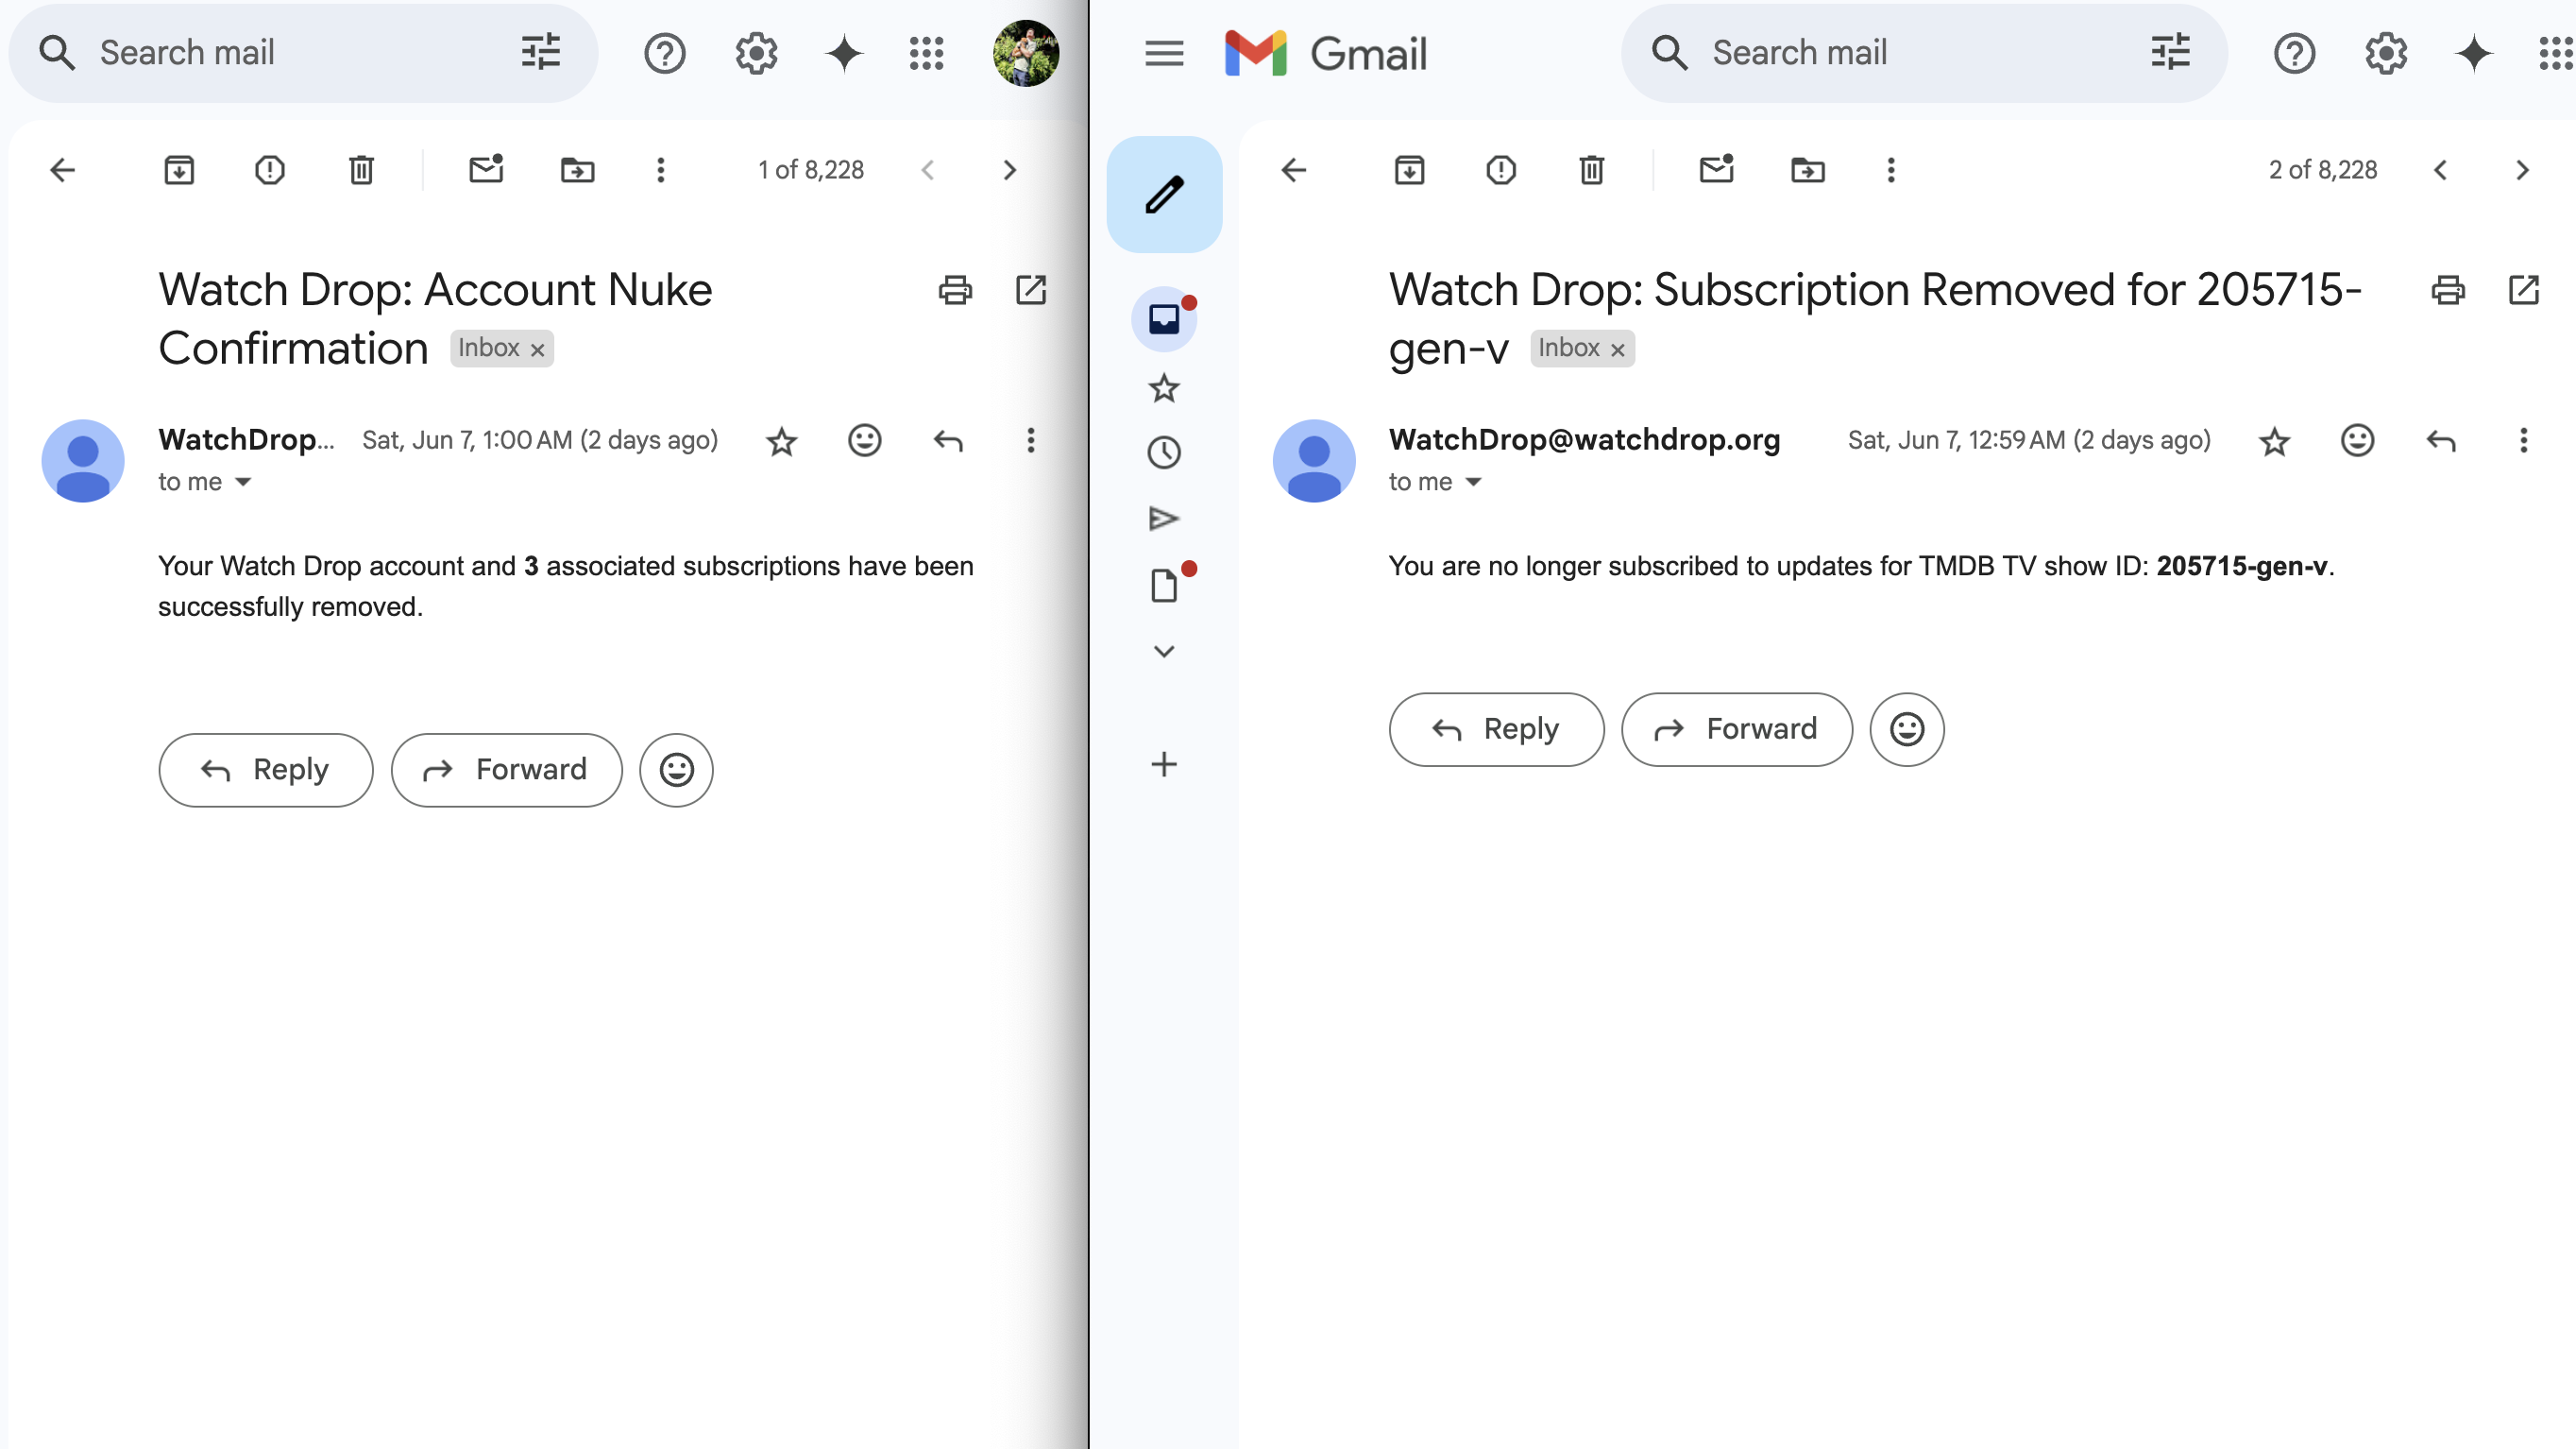 Search mail
1 of 8,228
Watch Drop: Account Nuke
Confirmation Inbox x
WatchDrop... Sat, Jun 7, 1:00 AM (2 days ago)
to me
Your Watch Drop account and 3 associated subscriptions have been
successfully removed.
Reply Forward
Gmail
Search mail
2 of 8,228
Watch Drop: Subscription Removed for 205715-
gen-v Inbox x
WatchDrop@watchdrop.org Sat, Jun 7, 12:59 AM (2 days ago)
to me
You are no longer subscribed to updates for TMDB TV show ID: 205715-gen-v.
Reply Forward